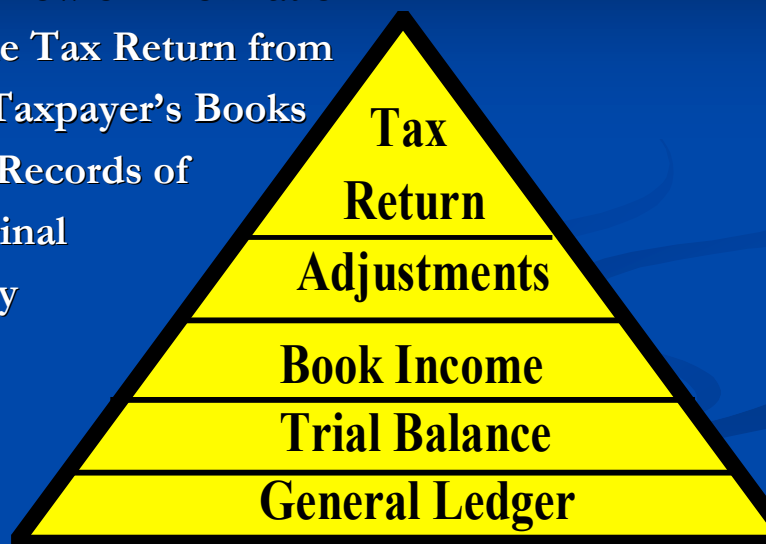 e Tax Return from
Taxpayer’s Books
Records of
inal
y
Tax
Return
Adjustments
Book Income
Trial Balance
General Ledger